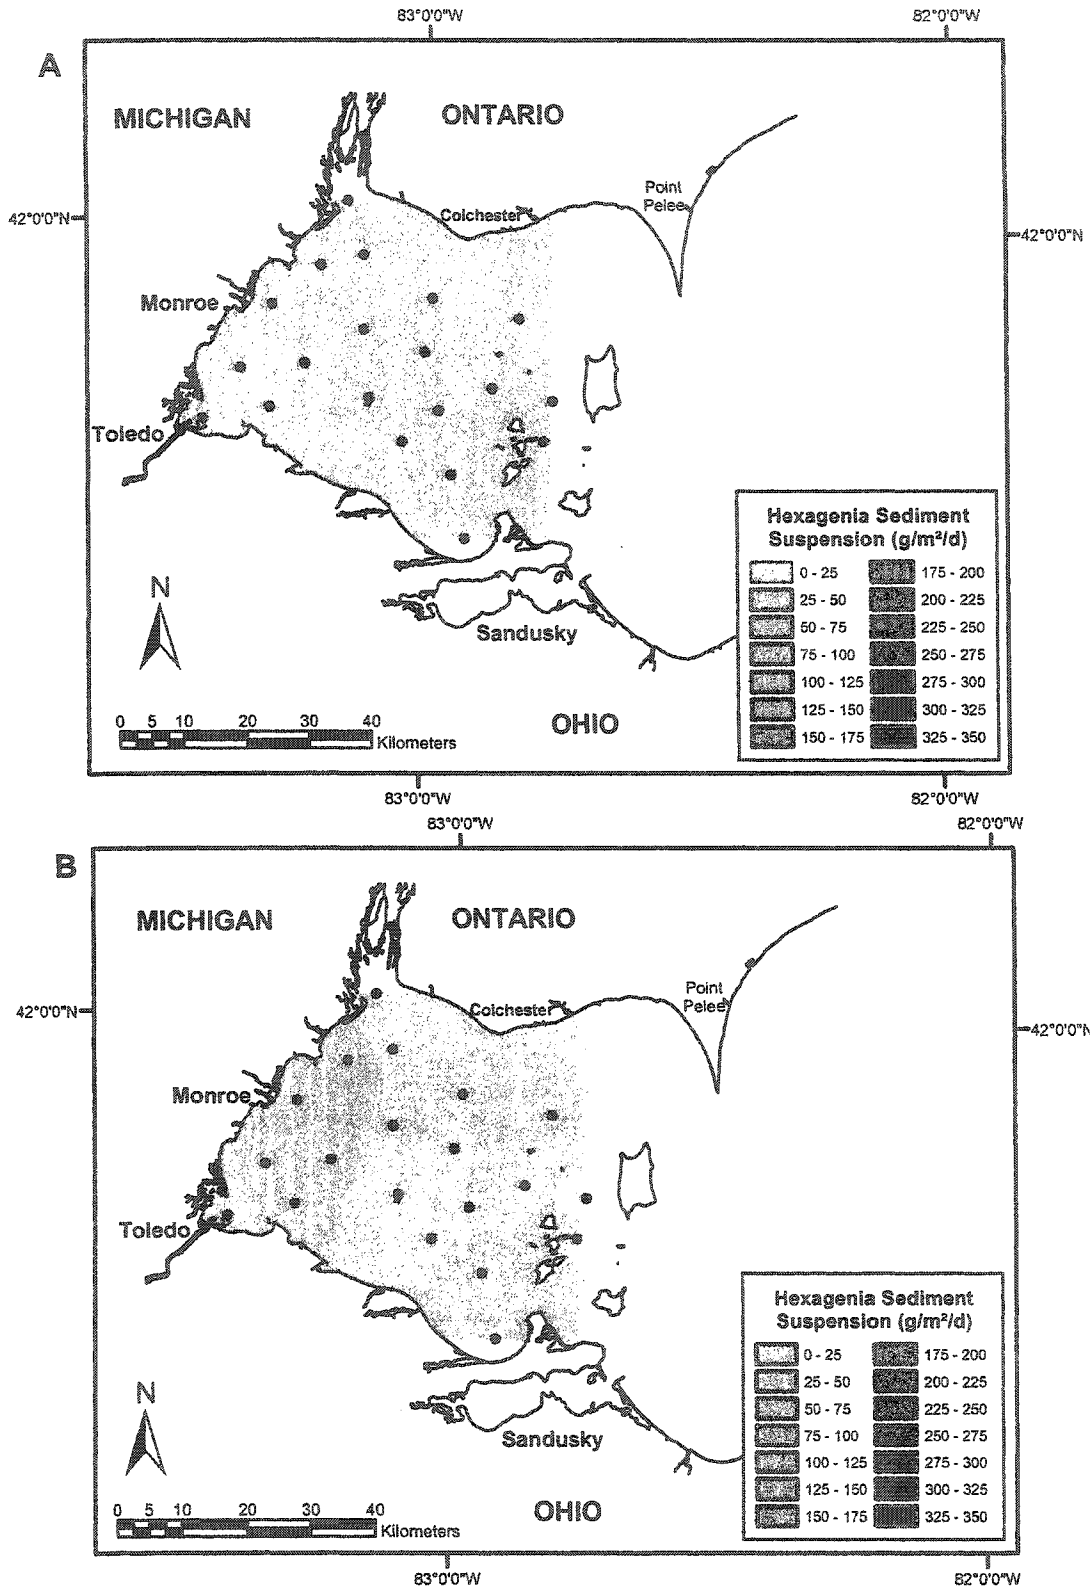 83°0'0"W 82°0'0"W
A
MICHIGAN ONTARIO
Point
Pelee
Colchester
42°0'0"N 42°0'0"N
Monroe
Toledo
Hexagenia Sediment
Suspension (g/m²/d)
0 - 25 175 - 200
25 - 50 200 - 225
50 - 75 225 - 250
75 - 100 250 - 275
100 - 125 275 - 300
125 - 150 300 - 325
150 - 175 325 - 350
N
Sandusky
0 5 10 20 30 40
Kilometers
OHIO
83°0'0"W 82°0'0"W
83°0'0"W 82°0'0"W
B
MICHIGAN ONTARIO
Point
Pelee
Colchester
42°0'0"N 42°0'0"N
Monroe
Toledo
Hexagenia Sediment
Suspension (g/m²/d)
0 - 25 175 - 200
25 - 50 200 - 225
50 - 75 225 - 250
75 - 100 250 - 275
100 - 125 275 - 300
125 - 150 300 - 325
150 - 175 325 - 350
N
Sandusky
0 5 10 20 30 40
Kilometers
OHIO
83°0'0"W 82°0'0"W